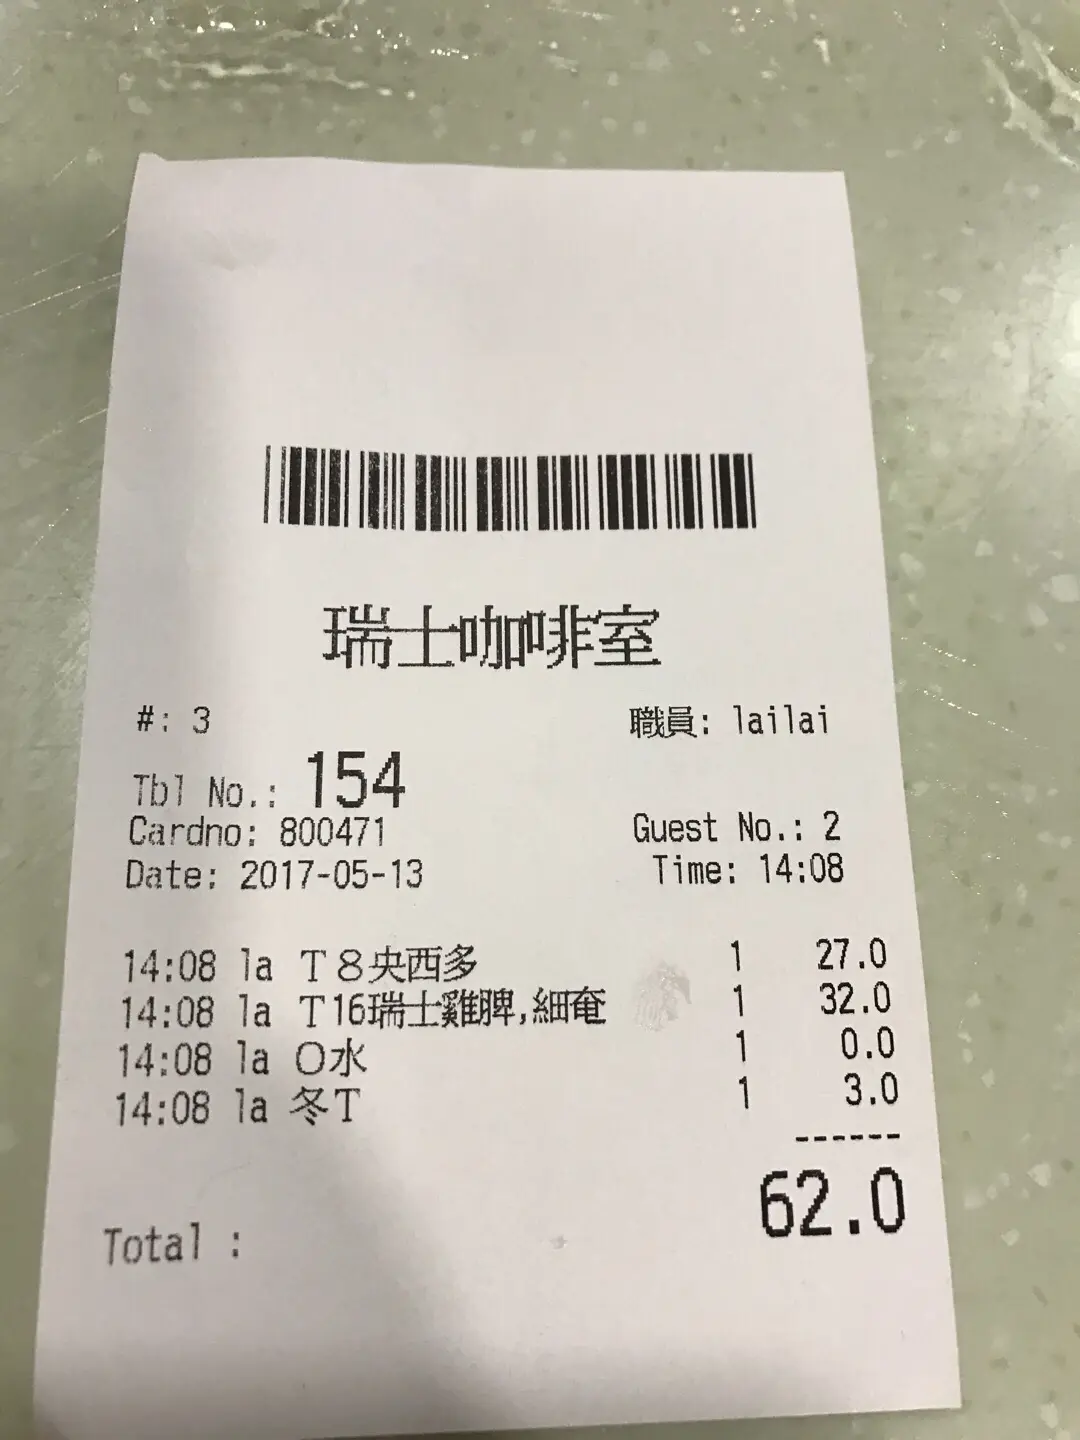 瑞士咖啡室
#: 3 職員: lailai
Tbl No.: 154
Cardno: 800471 Guest No.: 2
Date: 2017-05-13 Time: 14:08
14:08 la T8央西多 1 27.0
14:08 la T16瑞士雞脾,細奄 1 32.0
14:08 la O水 1 0.0
14:08 la 冬T 1 3.0
------
Total : 62.0